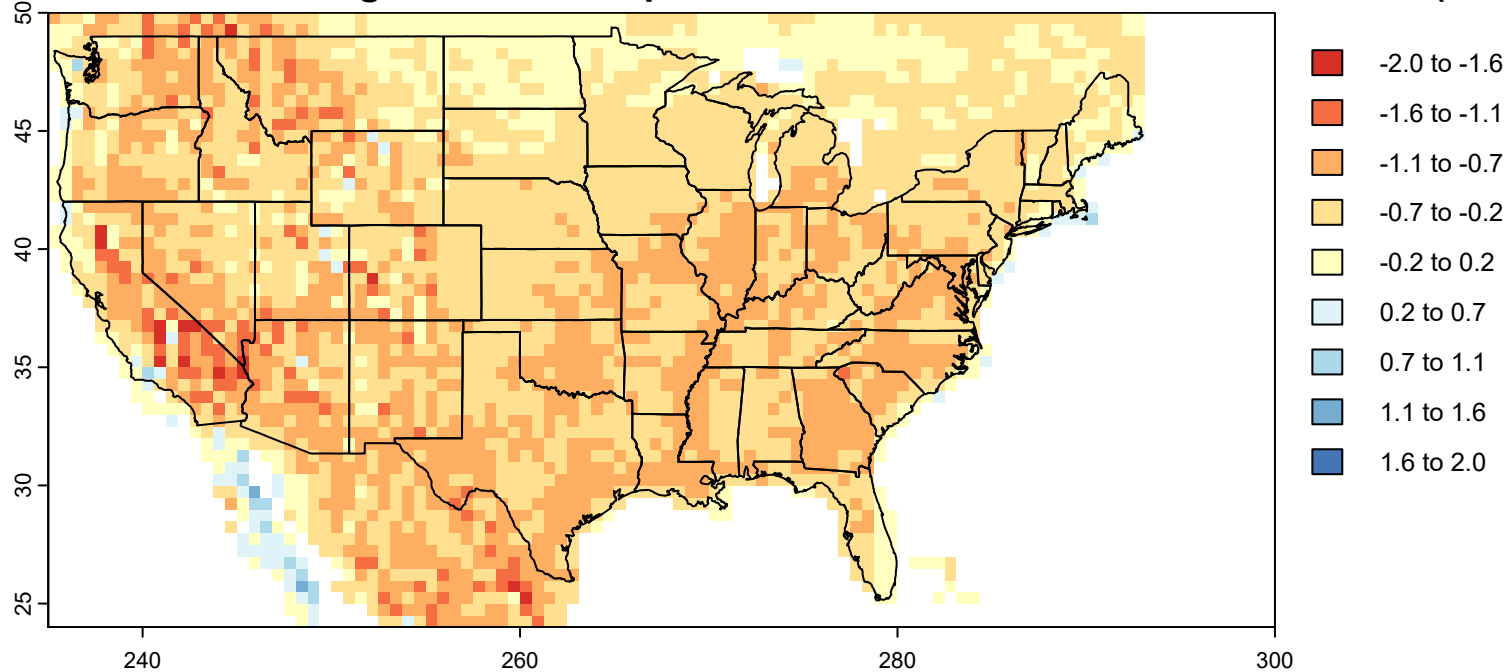 50
45
40
35
30
25
240
260
280
300
-2.0 to -1.6
-1.6 to -1.1
-1.1 to -0.7
-0.7 to -0.2
-0.2 to 0.2
0.2 to 0.7
0.7 to 1.1
1.1 to 1.6
1.6 to 2.0